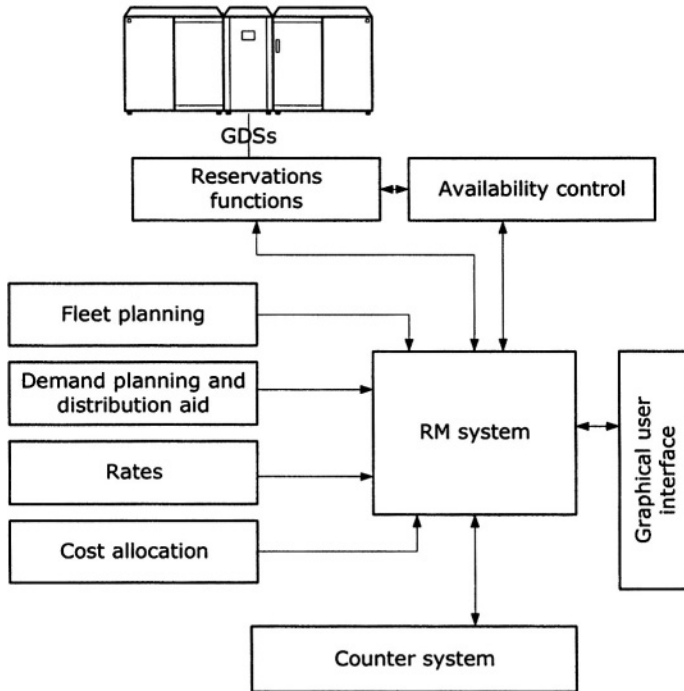 GDSs
Reservations
functions
Availability control
Fleet planning
Demand planning and
distribution aid
Rates
Cost allocation
RM system
Graphical user
interface
Counter system